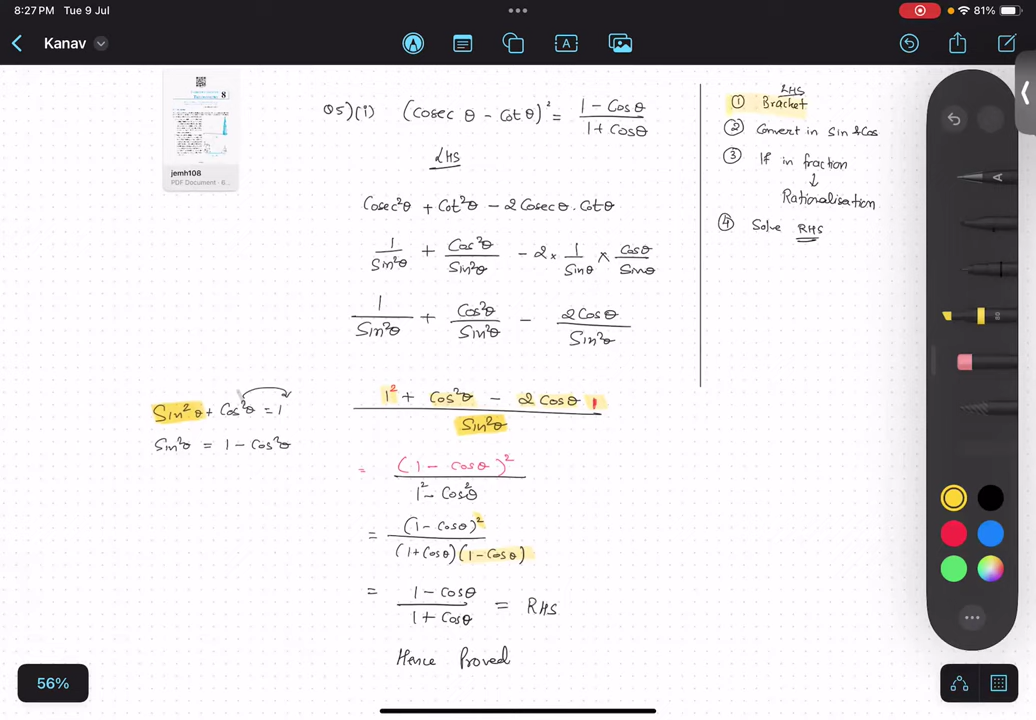 8:27 PM Tue 9 Jul
81%
Kanav
8
jemh108
PDF Document · 6...
Q5)(i) (cosec θ - cot θ)² = 1 - Cos θ / 1 + Cos θ
LHS
Cosec²θ + Cot²θ - 2 Cosec θ . Cot θ
1 / Sin²θ + Cos²θ / Sin²θ - 2 × 1 / Sin θ × Cos θ / Sin θ
1 / Sin²θ + Cos²θ / Sin²θ - 2 Cos θ / Sin²θ
1² + Cos²θ - 2 Cos θ 1 / Sin²θ
Sin²θ + Cos²θ = 1
Sin²θ = 1 - Cos²θ
= (1 - Cos θ)² / 1² - Cos²θ
= (1 - Cos θ)² / (1 + Cos θ) (1 - Cos θ)
= 1 - Cos θ / 1 + Cos θ = RHS
Hence Proved
LHS
① Bracket
② Convert in Sin & Cos
③ If in fraction
↓
Rationalisation
④ Solve RHS
A
80
56%